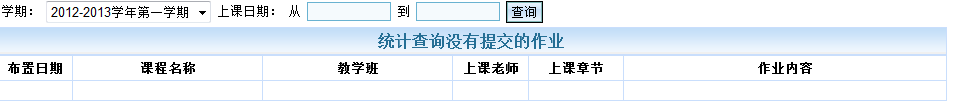 学期： 2012-2013学年第一学期 上课日期： 从 到 查询
统计查询没有提交的作业
布置日期 课程名称 教学班 上课老师 上课章节 作业内容